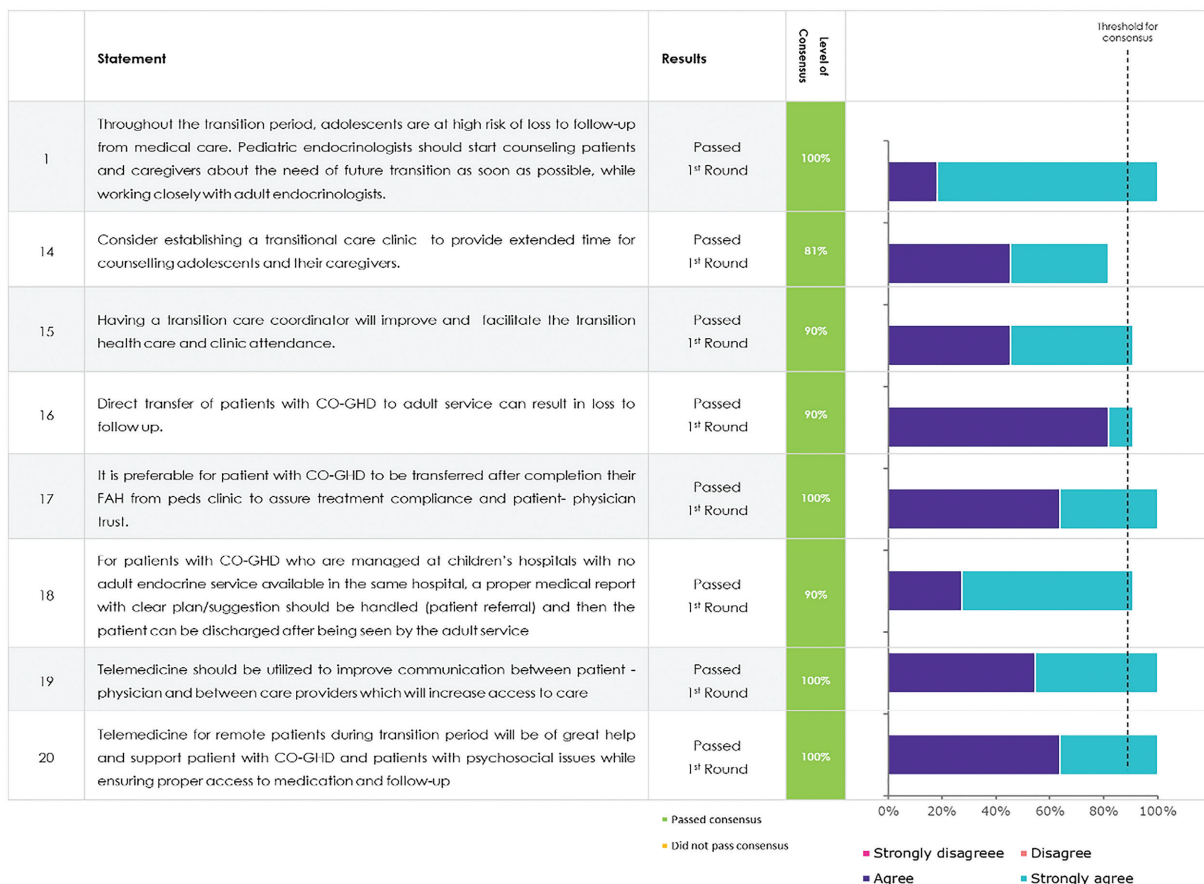 Statement
Results
Level of
Consensus
Threshold for
consensus
1
Throughout the transition period, adolescents are at high risk of loss to follow-up
from medical care. Pediatric endocrinologists should start counseling patients
and caregivers about the need of future transition as soon as possible, while
working closely with adult endocrinologists.
Passed
1st Round
100%
14
Consider establishing a transitional care clinic to provide extended time for
counselling adolescents and their caregivers.
Passed
1st Round
81%
15
Having a transition care coordinator will improve and facilitate the transition
health care and clinic attendance.
Passed
1st Round
90%
16
Direct transfer of patients with CO-GHD to adult service can result in loss to
follow up.
Passed
1st Round
90%
17
It is preferable for patient with CO-GHD to be transferred after completion their
FAH from peds clinic to assure treatment compliance and patient- physician
trust.
Passed
1st Round
100%
18
For patients with CO-GHD who are managed at children's hospitals with no
adult endocrine service available in the same hospital, a proper medical report
with clear plan/suggestion should be handled (patient referral) and then the
patient can be discharged after being seen by the adult service
Passed
1st Round
90%
19
Telemedicine should be utilized to improve communication between patient -
physician and between care providers which will increase access to care
Passed
1st Round
100%
20
Telemedicine for remote patients during transition period will be of great help
and support patient with CO-GHD and patients with psychosocial issues while
ensuring proper access to medication and follow-up
Passed
1st Round
100%
0% 20% 40% 60% 80% 100%
Passed consensus
Did not pass consensus
Strongly disagreee Disagree
Agree Strongly agree